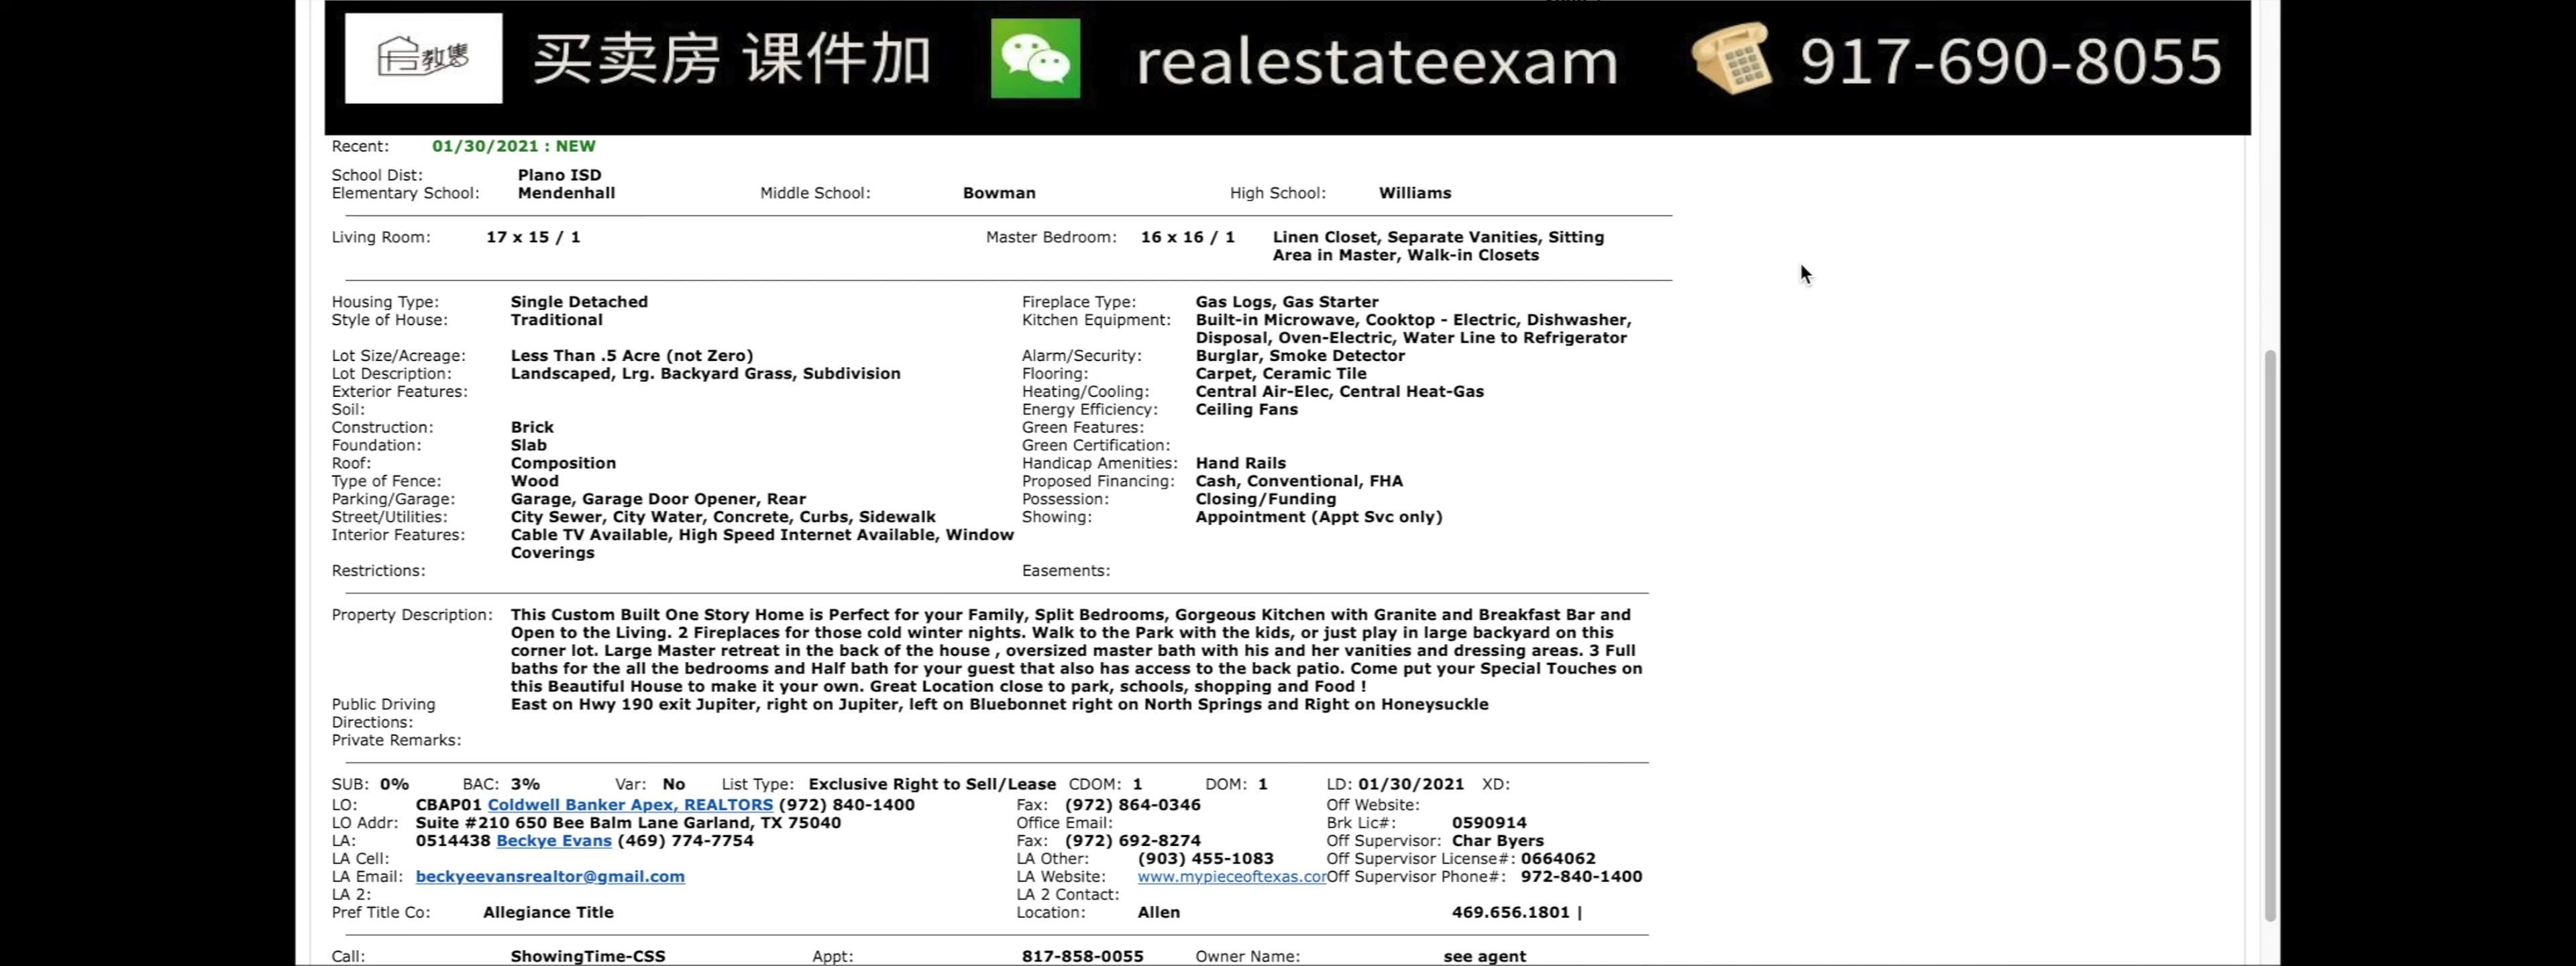 教售
买卖房 课件加 realestateexam 917-690-8055
Recent: 01/30/2021 : NEW
School Dist: Plano ISD
Elementary School: Mendenhall Middle School: Bowman High School: Williams
Living Room: 17 x 15 / 1 Master Bedroom: 16 x 16 / 1 Linen Closet, Separate Vanities, Sitting
Area in Master, Walk-in Closets
Housing Type: Single Detached Fireplace Type: Gas Logs, Gas Starter
Style of House: Traditional Kitchen Equipment: Built-in Microwave, Cooktop - Electric, Dishwasher,
Disposal, Oven-Electric, Water Line to Refrigerator
Lot Size/Acreage: Less Than .5 Acre (not Zero) Alarm/Security: Burglar, Smoke Detector
Lot Description: Landscaped, Lrg. Backyard Grass, Subdivision Flooring: Carpet, Ceramic Tile
Exterior Features: Heating/Cooling: Central Air-Elec, Central Heat-Gas
Soil: Energy Efficiency: Ceiling Fans
Construction: Brick Green Features:
Foundation: Slab Green Certification:
Roof: Composition Handicap Amenities: Hand Rails
Type of Fence: Wood Proposed Financing: Cash, Conventional, FHA
Parking/Garage: Garage, Garage Door Opener, Rear Possession: Closing/Funding
Street/Utilities: City Sewer, City Water, Concrete, Curbs, Sidewalk Showing: Appointment (Appt Svc only)
Interior Features: Cable TV Available, High Speed Internet Available, Window
Coverings
Restrictions: Easements:
Property Description: This Custom Built One Story Home is Perfect for your Family, Split Bedrooms, Gorgeous Kitchen with Granite and Breakfast Bar and
Open to the Living. 2 Fireplaces for those cold winter nights. Walk to the Park with the kids, or just play in large backyard on this
corner lot. Large Master retreat in the back of the house , oversized master bath with his and her vanities and dressing areas. 3 Full
baths for the all the bedrooms and Half bath for your guest that also has access to the back patio. Come put your Special Touches on
this Beautiful House to make it your own. Great Location close to park, schools, shopping and Food !
Public Driving East on Hwy 190 exit Jupiter, right on Jupiter, left on Bluebonnet right on North Springs and Right on Honeysuckle
Directions:
Private Remarks:
SUB: 0% BAC: 3% Var: No List Type: Exclusive Right to Sell/Lease CDOM: 1 DOM: 1 LD: 01/30/2021 XD:
LO: CBAP01 Coldwell Banker Apex, REALTORS (972) 840-1400 Fax: (972) 864-0346 Off Website:
LO Addr: Suite #210 650 Bee Balm Lane Garland, TX 75040 Office Email: Brk Lic#: 0590914
LA: 0514438 Beckye Evans (469) 774-7754 Fax: (972) 692-8274 Off Supervisor: Char Byers
LA Cell: LA Other: (903) 455-1083 Off Supervisor License#: 0664062
LA Email: beckyeevansrealtor@gmail.com LA Website: www.mypieceoftexas.cor Off Supervisor Phone#: 972-840-1400
LA 2: LA 2 Contact:
Pref Title Co: Allegiance Title Location: Allen 469.656.1801 |
Call: ShowingTime-CSS Appt: 817-858-0055 Owner Name: see agent